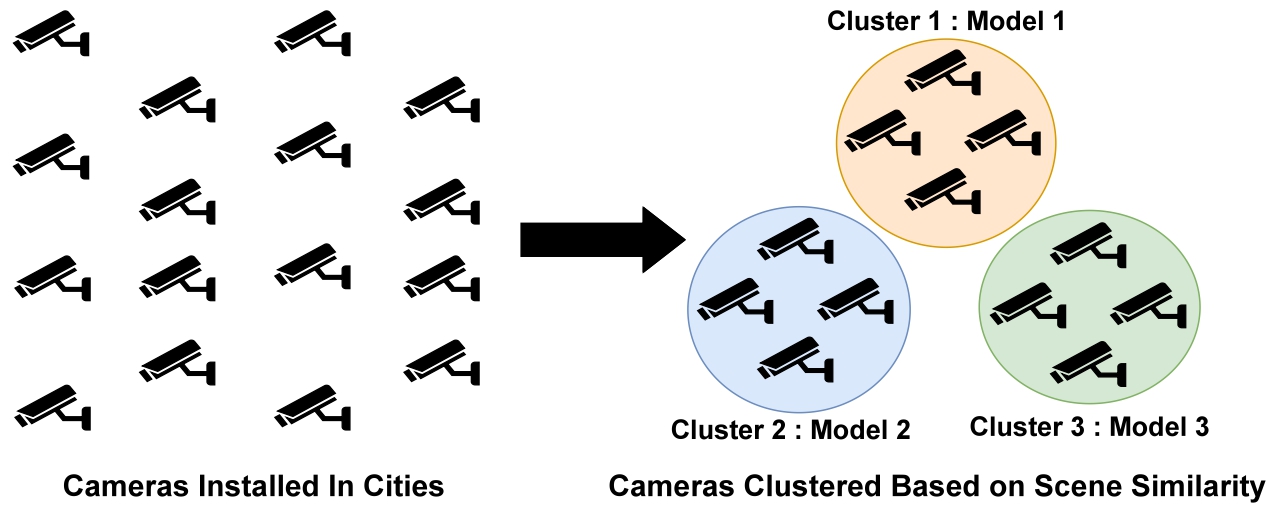 Cluster 1 : Model 1
Cluster 2 : Model 2
Cluster 3 : Model 3
Cameras Installed In Cities
Cameras Clustered Based on Scene Similarity